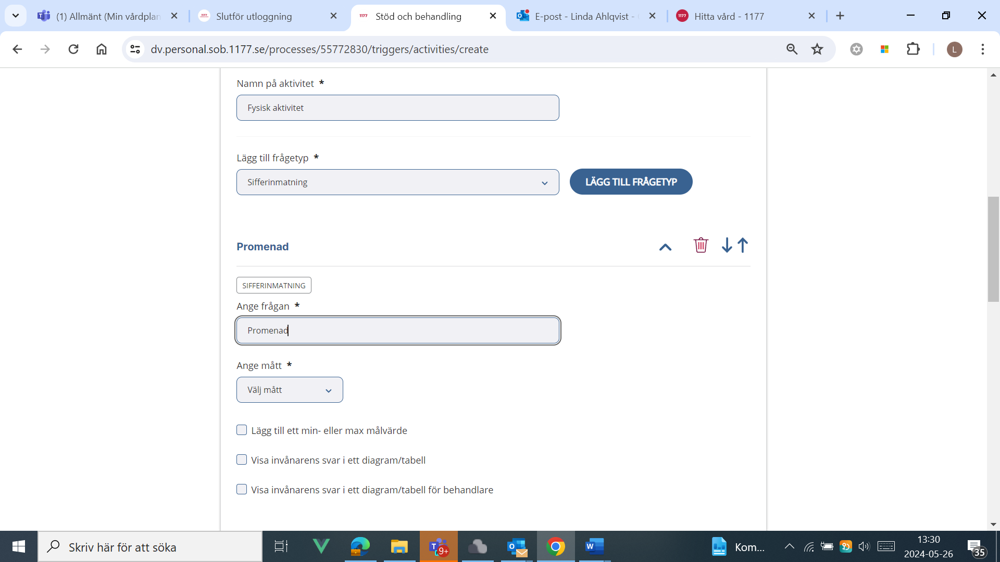 (1) Allmänt (Min vårdplan
Slutför utloggning
1177
Stöd och behandling
E-post - Linda Ahlqvist -
1177
Hitta vård - 1177
dv.personal.sob.1177.se/processes/55772830/triggers/activities/create
L
Namn på aktivitet *
Fysisk aktivitet
Lägg till frågetyp *
Sifferinmatning
LÄGG TILL FRÅGETYP
Promenad
SIFFERINMATNING
Ange frågan *
Promenad
Ange mått *
Välj mått
Lägg till ett min- eller max målvärde
Visa invånarens svar i ett diagram/tabell
Visa invånarens svar i ett diagram/tabell för behandlare
Skriv här för att söka
9+
Kom...
13:30
2024-05-26
35